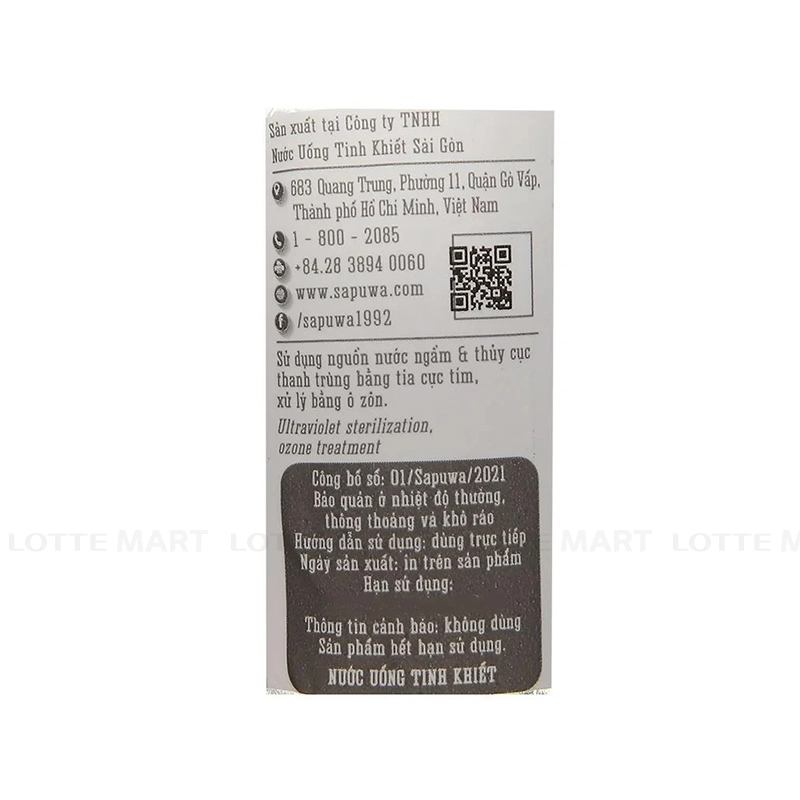 Sản xuất tại Công ty TNHH
Nước Uống Tinh Khiết Sài Gòn
683 Quang Trung, Phường 11, Quận Gò Vấp,
Thành phố Hồ Chí Minh, Việt Nam
1 - 800 - 2085
+84.28 3894 0060
www.sapuwa.com
/sapuwa1992
Sử dụng nguồn nước ngầm & thủy cục
thanh trùng bằng tia cực tím,
xử lý bằng ô zôn.
Ultraviolet sterilization,
ozone treatment
Công bố số: 01/Sapuwa/2021
Bảo quản ở nhiệt độ thường,
thông thoáng và khô ráo
Hướng dẫn sử dụng: dùng trực tiếp
Ngày sản xuất: in trên sản phẩm
Hạn sử dụng:
Thông tin cảnh báo: không dùng
Sản phẩm hết hạn sử dụng.
NƯỚC UỐNG TINH KHIẾT
LOTTE MART LOTTE MART LOTTE MART LOTTE M